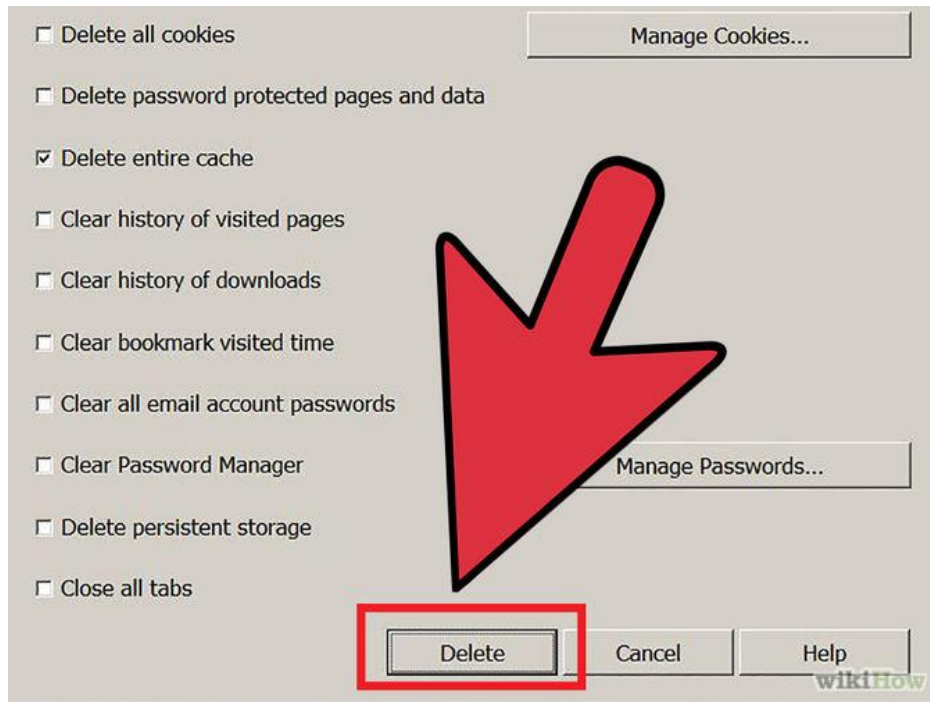 Delete all cookies
Manage Cookies...
Delete password protected pages and data
Delete entire cache
Clear history of visited pages
Clear history of downloads
Clear bookmark visited time
Clear all email account passwords
Clear Password Manager
Manage Passwords...
Delete persistent storage
Close all tabs
Delete Cancel Help
wikiHow